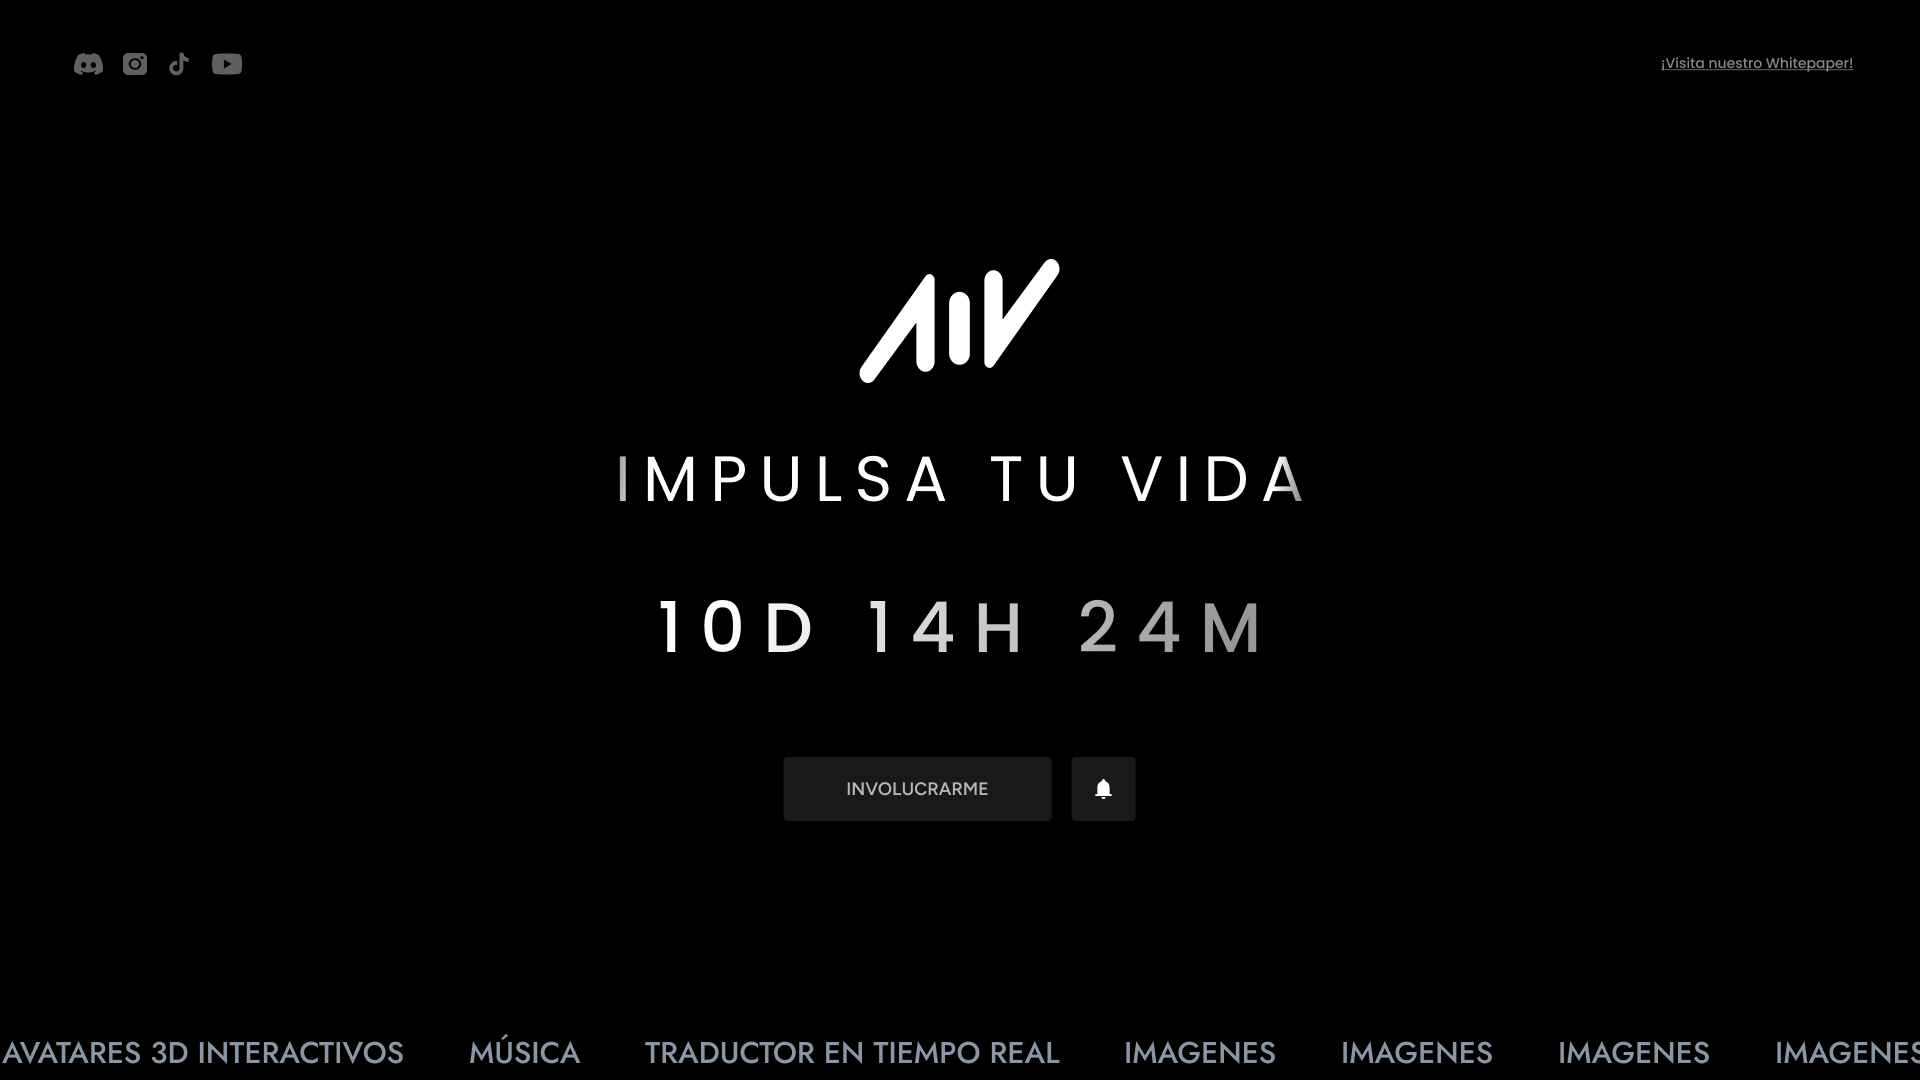 ¡Visita nuestro Whitepaper!
AIV
IMPULSA TU VIDA
10D 14H 24M
INVOLUCRARME
AVATARES 3D INTERACTIVOS MÚSICA TRADUCTOR EN TIEMPO REAL IMAGENES IMAGENES IMAGENES IMAGENES